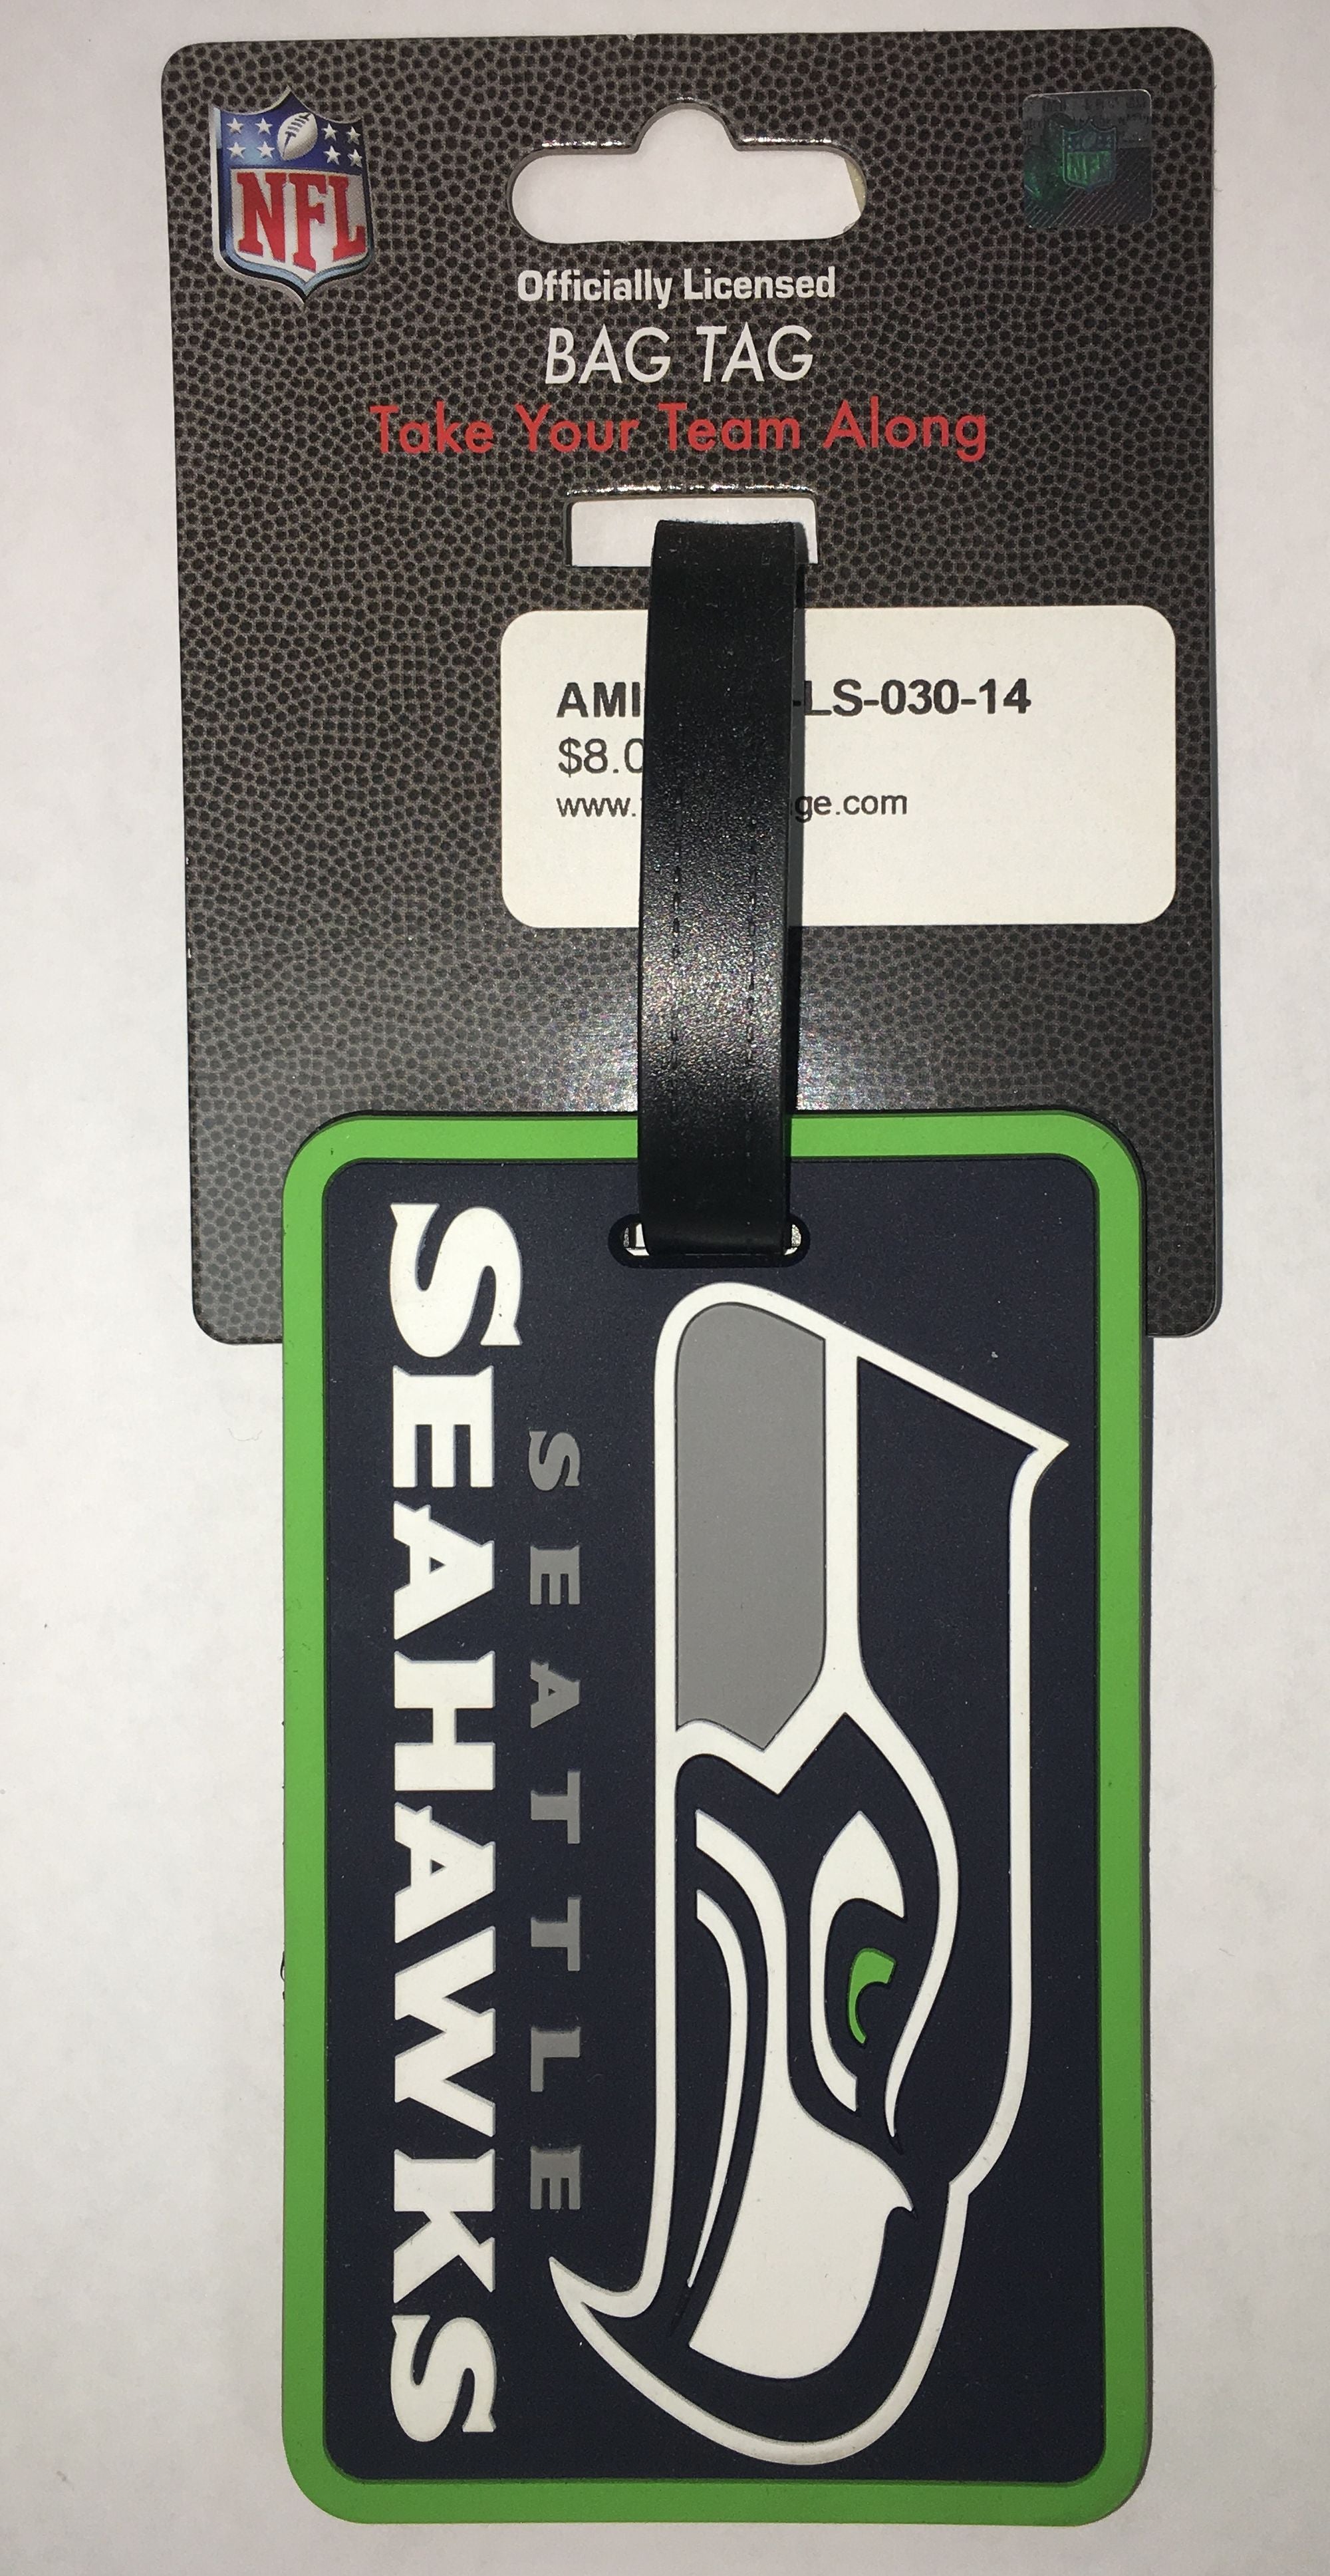 NFL
NFL
Officially Licensed
BAG TAG
Take Your Team Along
AMI -LS-030-14
$8.0
www. ge.com
SEATTLE
SEAHAWKS